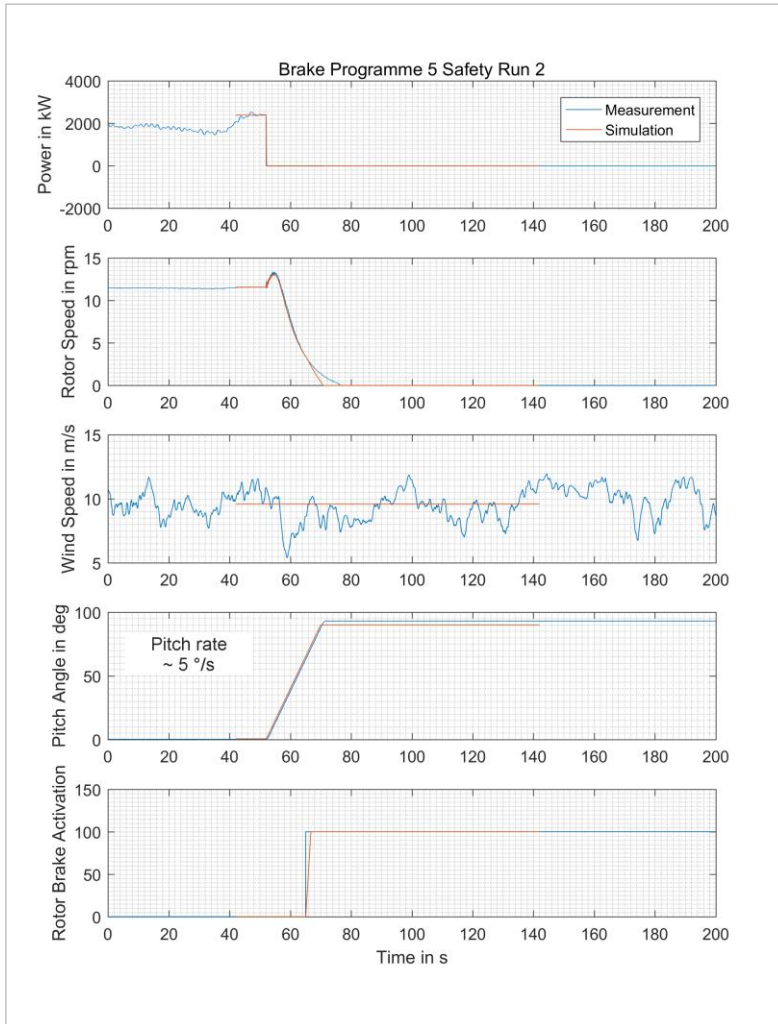 Brake Programme 5 Safety Run 2
Power in kW
4000
2000
0
-2000
Measurement
Simulation
0 20 40 60 80 100 120 140 160 180 200
Rotor Speed in rpm
15
10
5
0
0 20 40 60 80 100 120 140 160 180 200
Wind Speed in m/s
15
10
5
0 20 40 60 80 100 120 140 160 180 200
Pitch Angle in deg
100
50
0
Pitch rate
~ 5 °/s
0 20 40 60 80 100 120 140 160 180 200
Rotor Brake Activation
150
100
50
0
0 20 40 60 80 100 120 140 160 180 200
Time in s